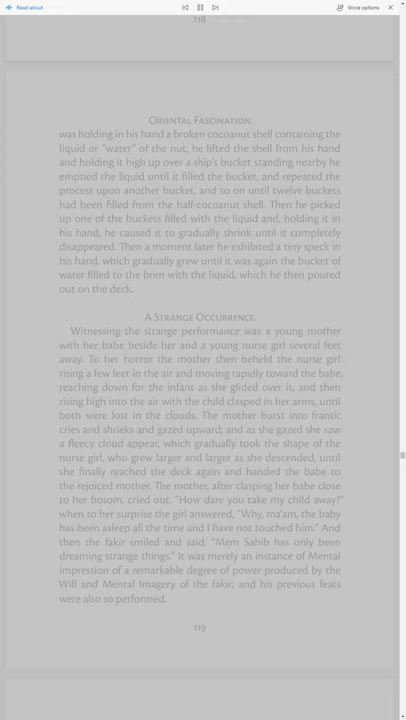 Read aloud
Voice options
118
Oriental Fascination.
was holding in his hand a broken cocoanut shell containing the
liquid or "water" of the nut, he lifted the shell from his hand
and holding it high up over a ship's bucket standing nearby he
emptied the liquid until it filled the bucket, and repeated the
process upon another bucket, and so on until twelve buckets
had been filled from the half-cocoanut shell. Then he picked
up one of the buckets filled with the liquid and, holding it in
his hand, he caused it to gradually shrink until it completely
disappeared. Then a moment later he exhibited a tiny speck in
his hand, which gradually grew until it was again the bucket of
water filled to the brim with the liquid, which he then poured
out on the deck.
A Strange Occurrence.
Witnessing the strange performance was a young mother
with her babe beside her and a young nurse girl several feet
away. To her horror the mother then beheld the nurse girl
rising a few feet in the air and moving rapidly toward the babe,
reaching down for the infant as she glided over it, and then
rising high into the air with the child clasped in her arms, until
both were lost in the clouds. The mother burst into frantic
cries and shrieks and gazed upward; and as she gazed she saw
a fleecy cloud appear, which gradually took the shape of the
nurse girl, who grew larger and larger as she descended, until
she finally reached the deck again and handed the babe to
the rejoiced mother. The mother, after clasping her babe close
to her bosom, cried out, "How dare you take my child away?"
when to her surprise the girl answered, "Why, ma'am, the baby
has been asleep all the time and I have not touched him." And
then the fakir smiled and said, "Mem Sahib has only been
dreaming strange things." It was merely an instance of Mental
Impression of a remarkable degree of power produced by the
Will and Mental Imagery of the fakir; and his previous feats
were also so performed.
119